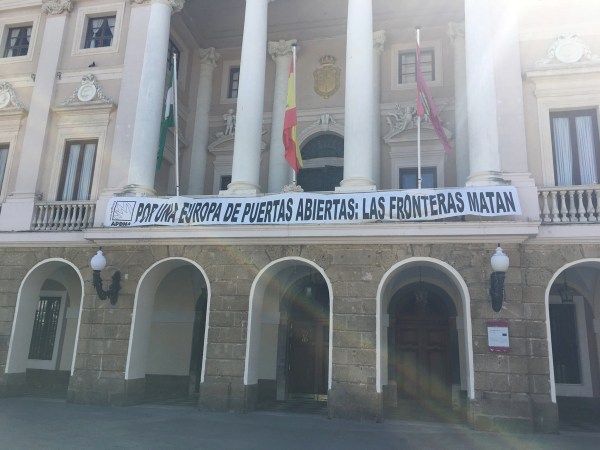 POR UNA EUROPA DE PUERTAS ABIERTAS: LAS FRONTERAS MATAN